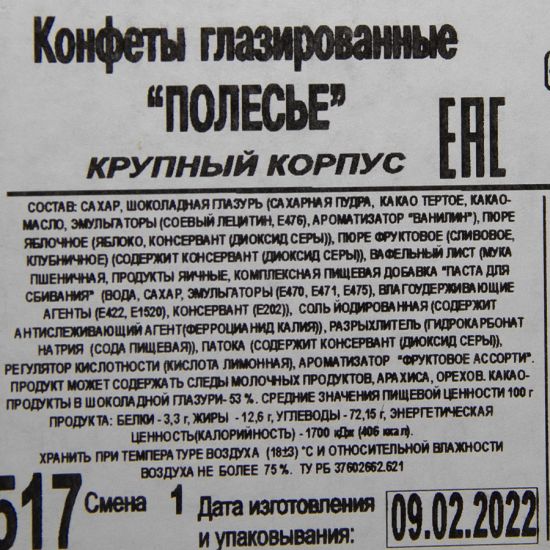 Конфеты глазированные
“ПОЛЕСЬЕ”
КРУПНЫЙ КОРПУС
EAC
СОСТАВ: САХАР, ШОКОЛАДНАЯ ГЛАЗУРЬ (САХАРНАЯ ПУДРА, КАКАО ТЕРТОЕ, КАКАО-
МАСЛО, ЭМУЛЬГАТОРЫ (СОЕВЫЙ ЛЕЦИТИН, Е476), АРОМАТИЗАТОР "ВАНИЛИН"), ПЮРЕ
ЯБЛОЧНОЕ (ЯБЛОКО, КОНСЕРВАНТ (ДИОКСИД СЕРЫ)), ПЮРЕ ФРУКТОВОЕ (СЛИВОВОЕ,
КЛУБНИЧНОЕ) (СОДЕРЖИТ КОНСЕРВАНТ (ДИОКСИД СЕРЫ)), ВАФЕЛЬНЫЙ ЛИСТ (МУКА
ПШЕНИЧНАЯ, ПРОДУКТЫ ЯИЧНЫЕ, КОМПЛЕКСНАЯ ПИЩЕВАЯ ДОБАВКА "ПАСТА ДЛЯ
СБИВАНИЯ" (ВОДА, САХАР, ЭМУЛЬГАТОРЫ (Е470, Е471, Е475), ВЛАГОУДЕРЖИВАЮЩИЕ
АГЕНТЫ (Е422, Е1520), КОНСЕРВАНТ (Е202)), СОЛЬ ЙОДИРОВАННАЯ (СОДЕРЖИТ
АНТИСЛЕЖИВАЮЩИЙ АГЕНТ(ФЕРРОЦИАНИД КАЛИЯ)), РАЗРЫХЛИТЕЛЬ (ГИДРОКАРБОНАТ
НАТРИЯ (СОДА ПИЩЕВАЯ)), ПАТОКА (СОДЕРЖИТ КОНСЕРВАНТ (ДИОКСИД СЕРЫ)),
РЕГУЛЯТОР КИСЛОТНОСТИ (КИСЛОТА ЛИМОННАЯ), АРОМАТИЗАТОР "ФРУКТОВОЕ АССОРТИ".
ПРОДУКТ МОЖЕТ СОДЕРЖАТЬ СЛЕДЫ МОЛОЧНЫХ ПРОДУКТОВ, АРАХИСА, ОРЕХОВ. КАКАО-
ПРОДУКТЫ В ШОКОЛАДНОЙ ГЛАЗУРИ- 53 %. СРЕДНИЕ ЗНАЧЕНИЯ ПИЩЕВОЙ ЦЕННОСТИ 100 г
ПРОДУКТА: БЕЛКИ - 3,3 г, ЖИРЫ - 12,6 г, УГЛЕВОДЫ - 72,15 г, ЭНЕРГЕТИЧЕСКАЯ
ЦЕННОСТЬ(КАЛОРИЙНОСТЬ) - 1700 кДж (406 ккал).
ХРАНИТЬ ПРИ ТЕМПЕРАТУРЕ ВОЗДУХА (18±3) °С И ОТНОСИТЕЛЬНОЙ ВЛАЖНОСТИ
ВОЗДУХА НЕ БОЛЕЕ 75 %. ТУ РБ 37602662.621
517 Смена 1 Дата изготовления
и упаковывания: 09.02.2022